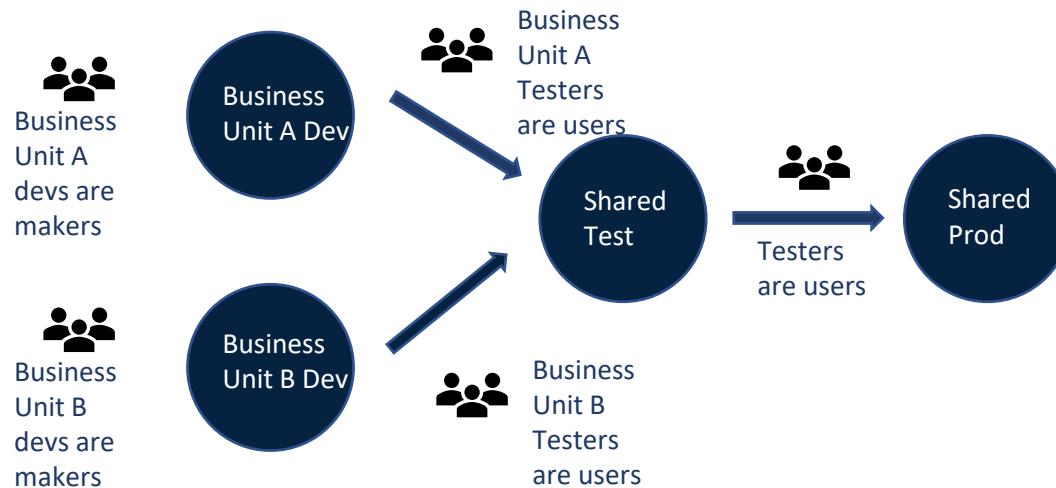 Business
Unit A
devs are
makers
Business
Unit A Dev
Business
Unit A
Testers
are users
Shared
Test
Testers
are users
Shared
Prod
Business
Unit B
devs are
makers
Business
Unit B Dev
Business
Unit B
Testers
are users